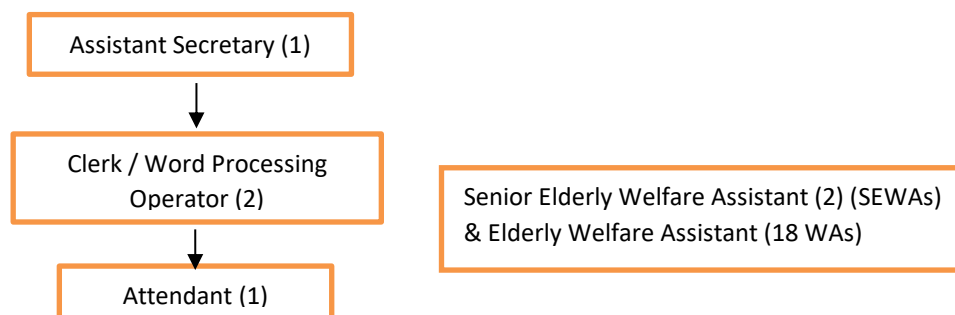 Assistant Secretary (1)
Clerk / Word Processing
Operator (2)
Senior Elderly Welfare Assistant (2) (SEWAs)
& Elderly Welfare Assistant (18 WAs)
Attendant (1)